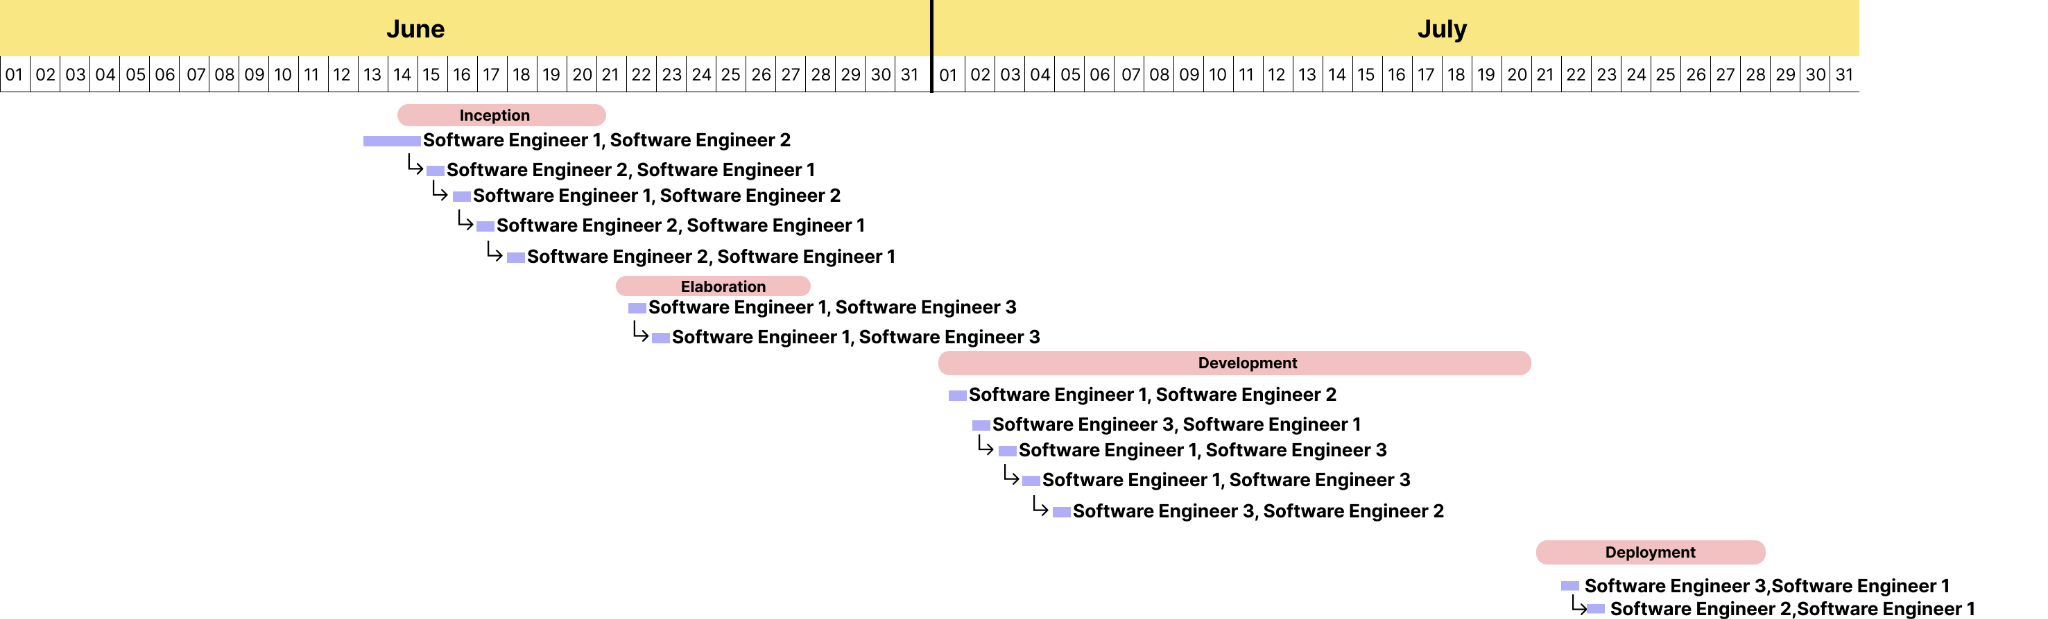 June July
01 02 03 04 05 06 07 08 09 10 11 12 13 14 15 16 17 18 19 20 21 22 23 24 25 26 27 28 29 30 31 01 02 03 04 05 06 07 08 09 10 11 12 13 14 15 16 17 18 19 20 21 22 23 24 25 26 27 28 29 30 31
Inception
Software Engineer 1, Software Engineer 2
Software Engineer 2, Software Engineer 1
Software Engineer 1, Software Engineer 2
Software Engineer 2, Software Engineer 1
Software Engineer 2, Software Engineer 1
Elaboration
Software Engineer 1, Software Engineer 3
Software Engineer 1, Software Engineer 3
Development
Software Engineer 1, Software Engineer 2
Software Engineer 3, Software Engineer 1
Software Engineer 1, Software Engineer 3
Software Engineer 1, Software Engineer 3
Software Engineer 3, Software Engineer 2
Deployment
Software Engineer 3,Software Engineer 1
Software Engineer 2,Software Engineer 1